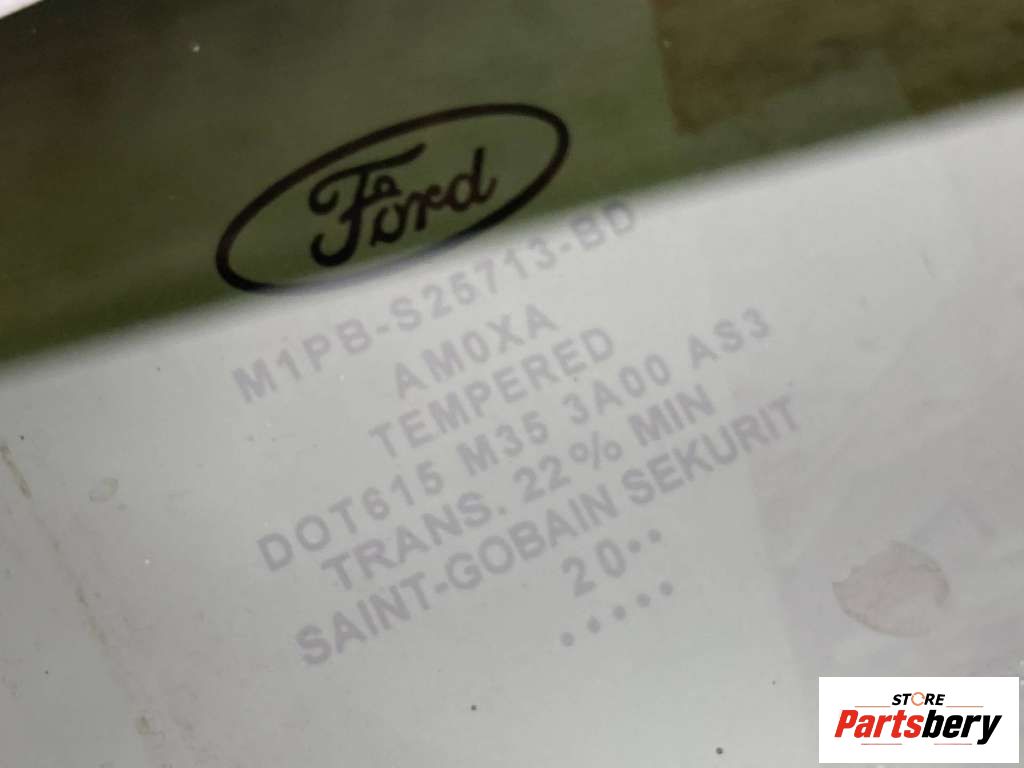 Ford
M1PB-S25713-BD
AM0XA
TEMPERED
DOT615 M35 3A00 AS3
TRANS. 22% MIN
SAINT-GOBAIN SEKURIT
20··
·····
STORE
Partsbery